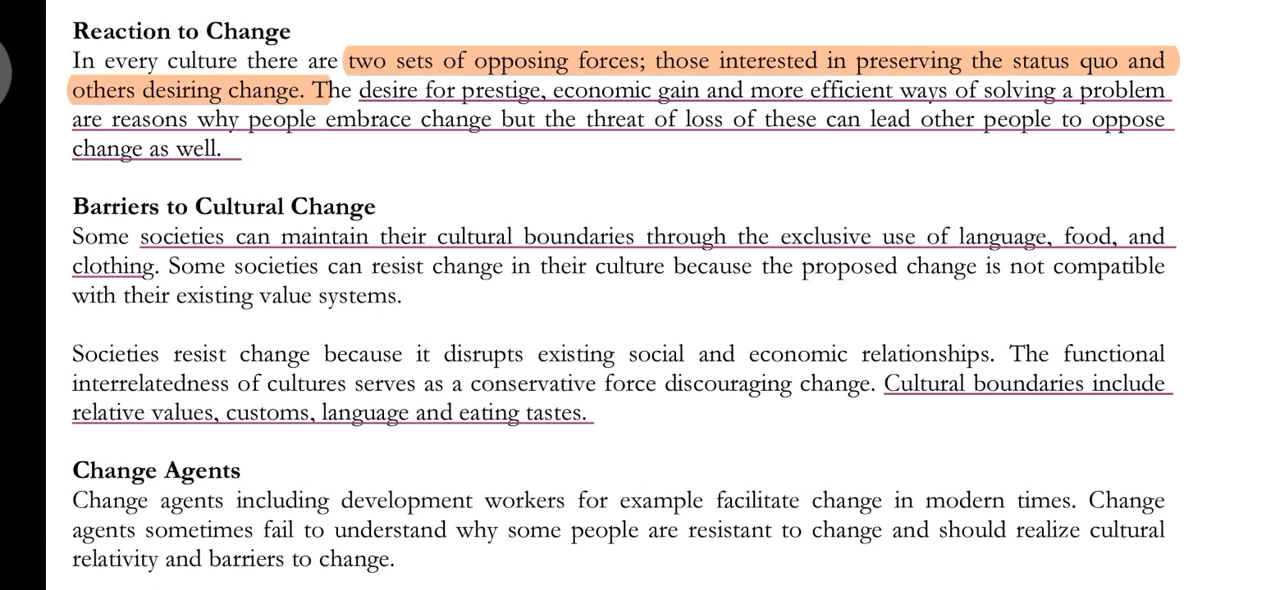 Reaction to Change
In every culture there are two sets of opposing forces; those interested in preserving the status quo and
others desiring change. The desire for prestige, economic gain and more efficient ways of solving a problem
are reasons why people embrace change but the threat of loss of these can lead other people to oppose
change as well.
Barriers to Cultural Change
Some societies can maintain their cultural boundaries through the exclusive use of language, food, and
clothing. Some societies can resist change in their culture because the proposed change is not compatible
with their existing value systems.
Societies resist change because it disrupts existing social and economic relationships. The functional
interrelatedness of cultures serves as a conservative force discouraging change. Cultural boundaries include
relative values, customs, language and eating tastes.
Change Agents
Change agents including development workers for example facilitate change in modern times. Change
agents sometimes fail to understand why some people are resistant to change and should realize cultural
relativity and barriers to change.